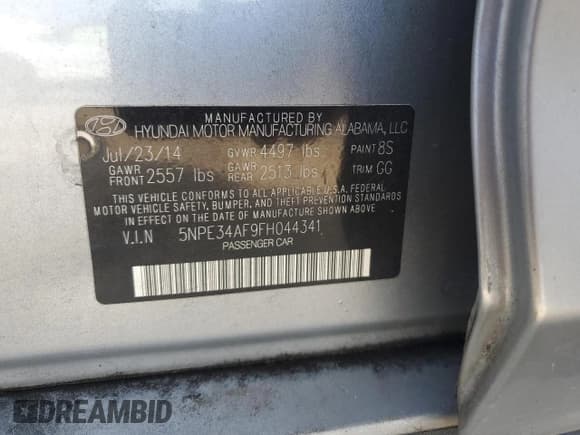 MANUFACTURED BY
HYUNDAI MOTOR MANUFACTURING ALABAMA, LLC
Jul/23/14 GVWR 4497 lbs PAINT 8S
GAWR FRONT 2557 lbs GAWR REAR 2513 lbs TRIM GG
THIS VEHICLE CONFORMS TO ALL APPLICABLE U.S.A. FEDERAL
MOTOR VEHICLE SAFETY, BUMPER, AND THEFT PREVENTION STANDARDS
IN EFFECT ON THE DATE OF MANUFACTURE SHOWN ABOVE.
V.I.N 5NPE34AF9FH044341
PASSENGER CAR
DREAMBID